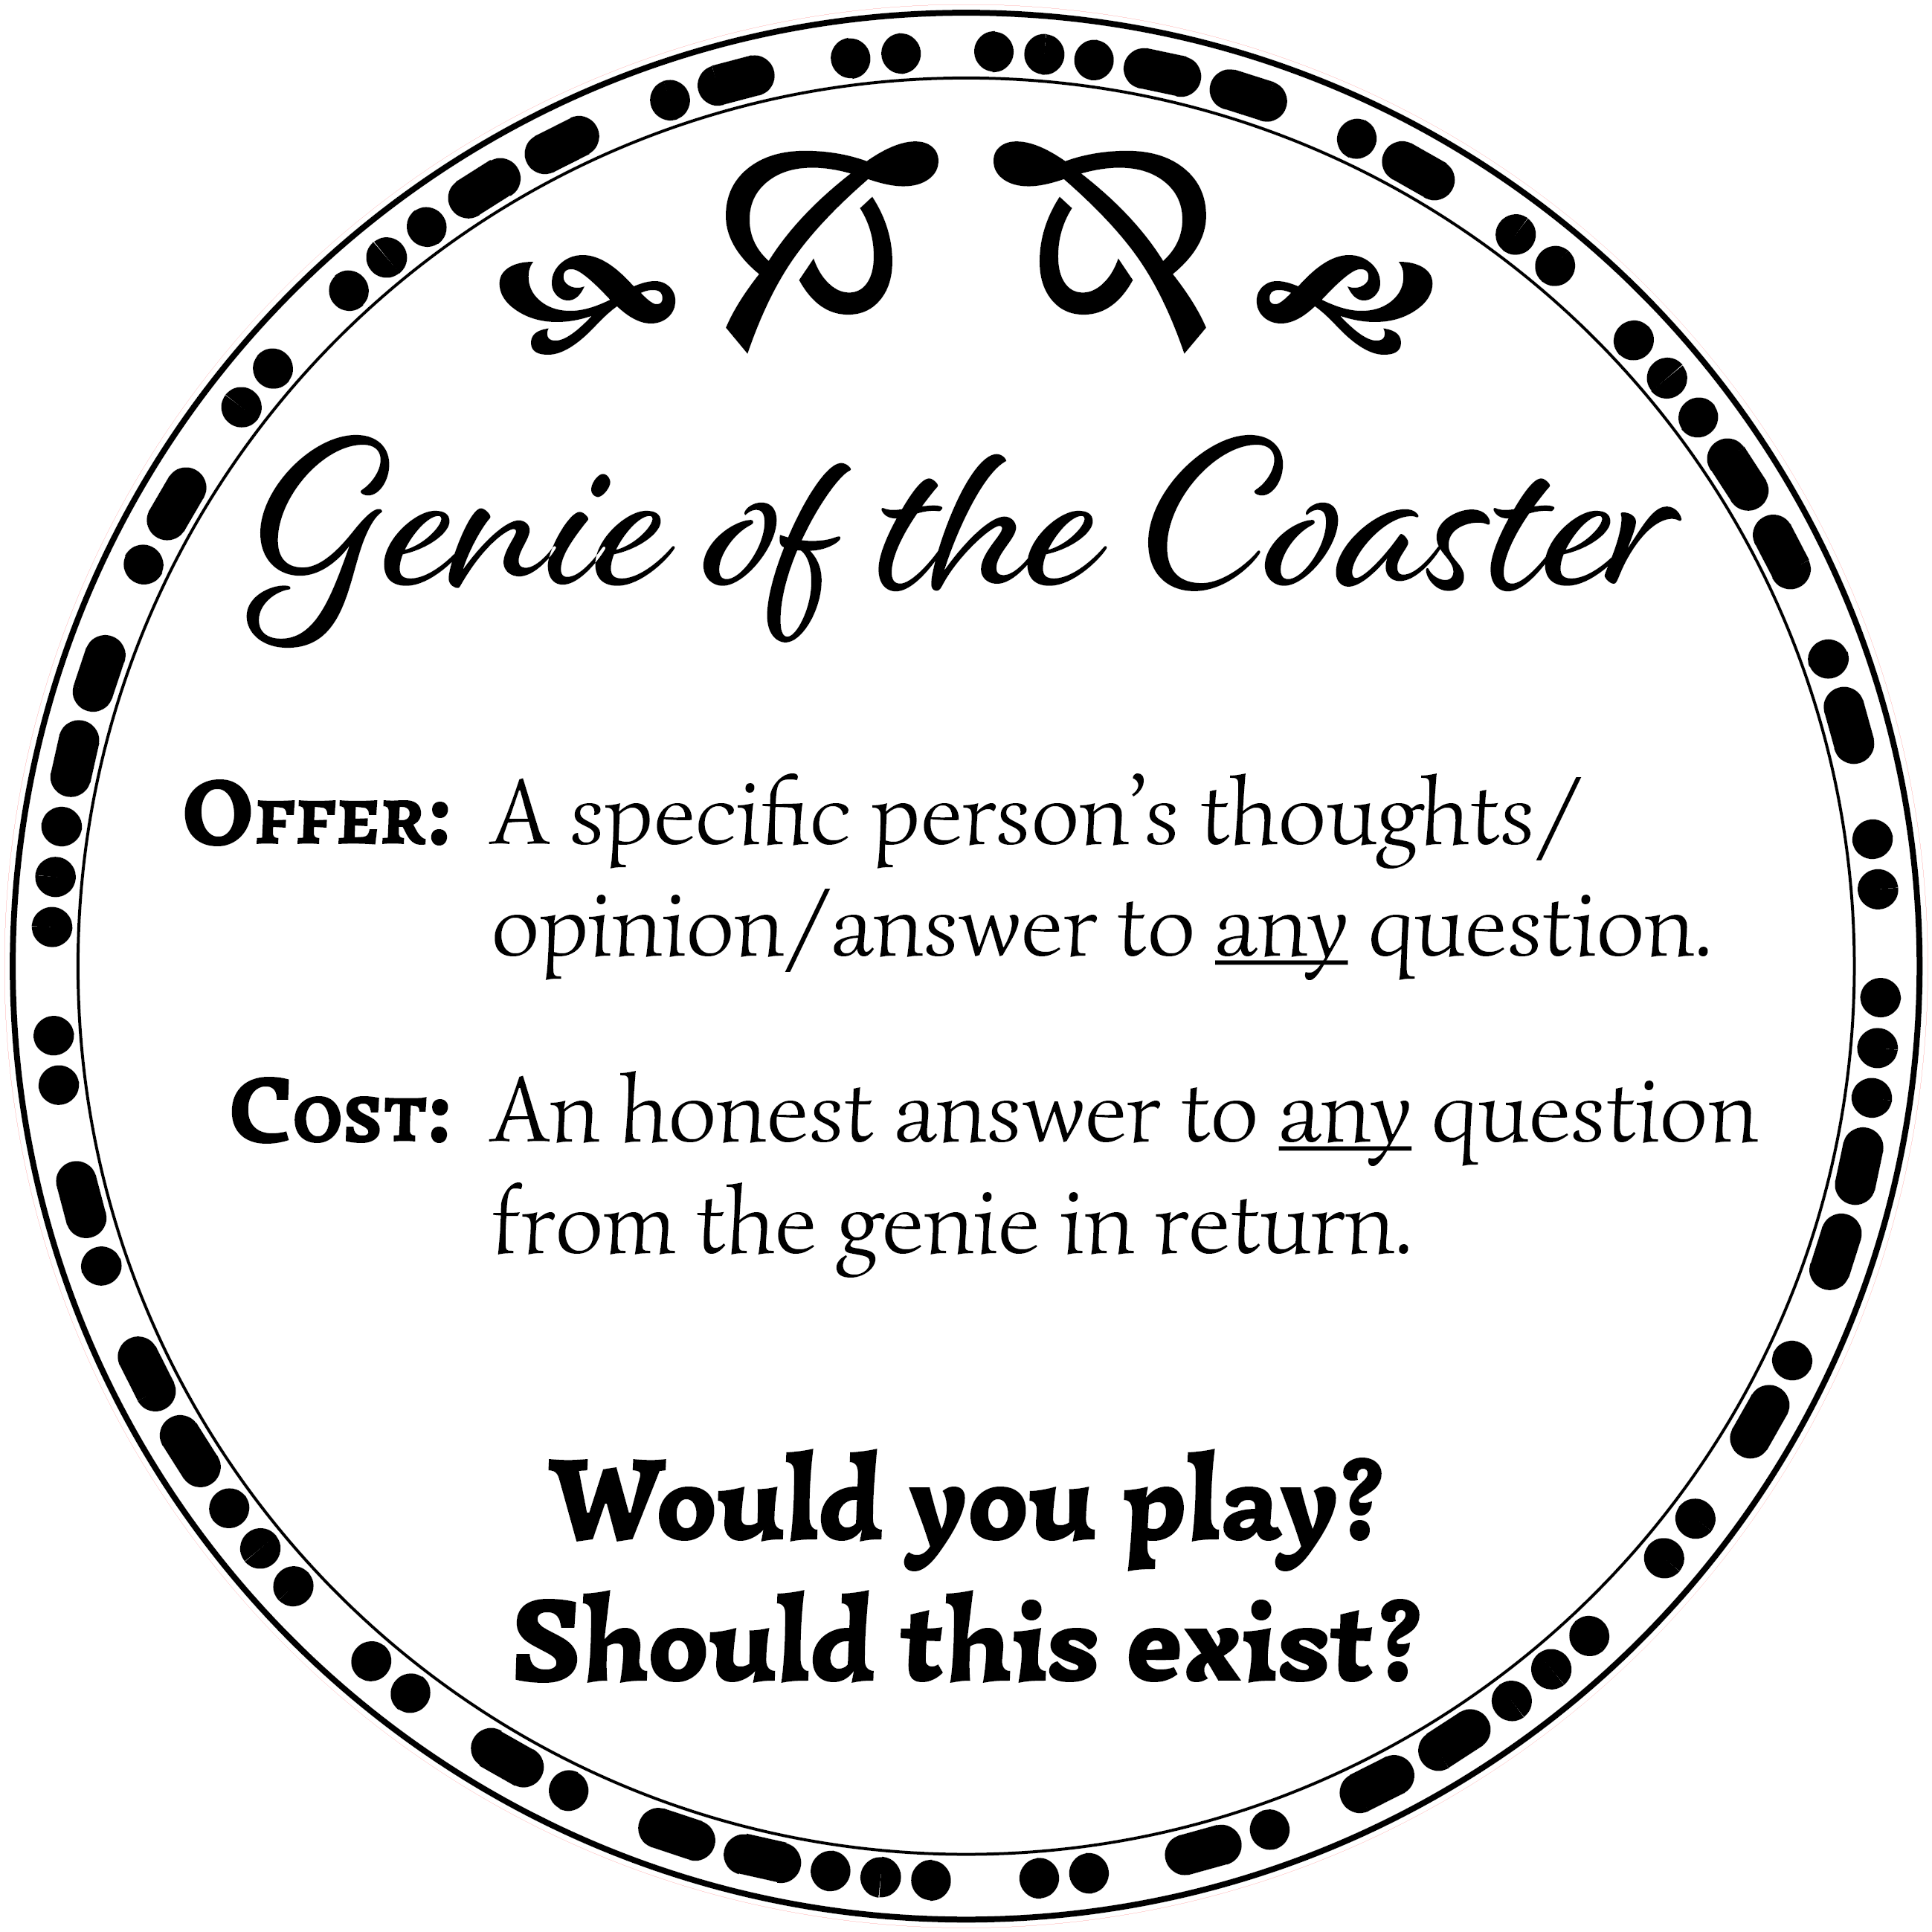 Genie of the Coaster
Offer: A specific person's thoughts/
opinion/answer to any question.
Cost: An honest answer to any question
from the genie in return.
Would you play?
Should this exist?